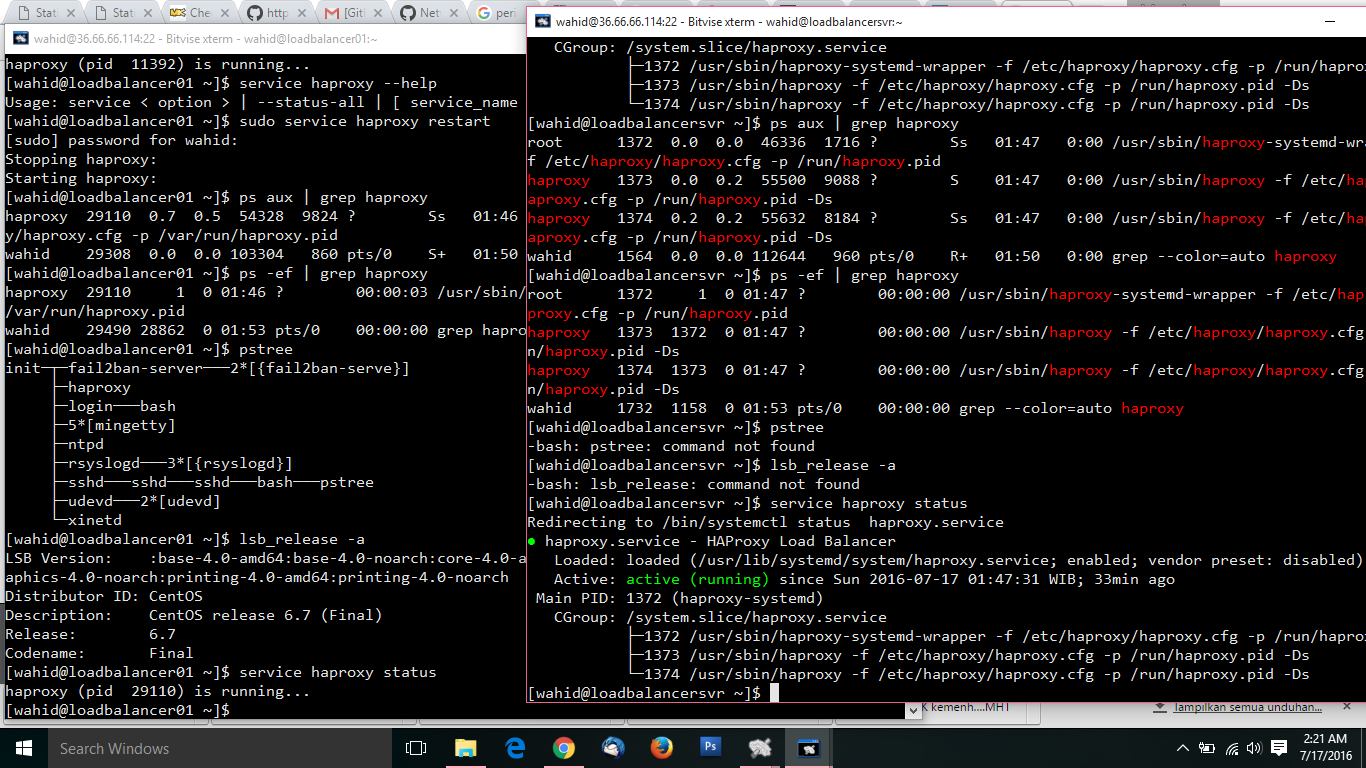 Stati
Stati
Che
http
[Gitl
Net
peri
wahid@36.66.66.114:22 - Bitvise xterm - wahid@loadbalancer01:~
haproxy (pid  11392) is running...
[wahid@loadbalancer01 ~]$ service haproxy --help
Usage: service < option > | --status-all | [ service_name
[wahid@loadbalancer01 ~]$ sudo service haproxy restart
[sudo] password for wahid:
Stopping haproxy:
Starting haproxy:
[wahid@loadbalancer01 ~]$ ps aux | grep haproxy
haproxy  29110  0.7  0.5  54328  9824 ?        Ss   01:46
y/haproxy.cfg -p /var/run/haproxy.pid
wahid    29308  0.0  0.0 103304   860 pts/0    S+   01:50
[wahid@loadbalancer01 ~]$ ps -ef | grep haproxy
haproxy  29110     1  0 01:46 ?        00:00:03 /usr/sbin/
/var/run/haproxy.pid
wahid    29490 28862  0 01:53 pts/0    00:00:00 grep hapro
[wahid@loadbalancer01 ~]$ pstree
init─┬─fail2ban-server───2*[{fail2ban-serve}]
     ├─haproxy
     ├─login───bash
     ├─5*[mingetty]
     ├─ntpd
     ├─rsyslogd───3*[{rsyslogd}]
     ├─sshd───sshd───sshd───bash───pstree
     ├─udevd───2*[udevd]
     └─xinetd
[wahid@loadbalancer01 ~]$ lsb_release -a
LSB Version:    :base-4.0-amd64:base-4.0-noarch:core-4.0-a
aphics-4.0-noarch:printing-4.0-amd64:printing-4.0-noarch
Distributor ID: CentOS
Description:    CentOS release 6.7 (Final)
Release:        6.7
Codename:       Final
[wahid@loadbalancer01 ~]$ service haproxy status
haproxy (pid  29110) is running...
[wahid@loadbalancer01 ~]$
wahid@36.66.66.114:22 - Bitvise xterm - wahid@loadbalancersvr:~
   CGroup: /system.slice/haproxy.service
           ├─1372 /usr/sbin/haproxy-systemd-wrapper -f /etc/haproxy/haproxy.cfg -p /run/hapro
           ├─1373 /usr/sbin/haproxy -f /etc/haproxy/haproxy.cfg -p /run/haproxy.pid -Ds
           └─1374 /usr/sbin/haproxy -f /etc/haproxy/haproxy.cfg -p /run/haproxy.pid -Ds
[wahid@loadbalancersvr ~]$ ps aux | grep haproxy
root      1372  0.0  0.0  46336  1716 ?        Ss   01:47   0:00 /usr/sbin/haproxy-systemd-wr
f /etc/haproxy/haproxy.cfg -p /run/haproxy.pid
haproxy   1373  0.0  0.2  55500  9088 ?        S    01:47   0:00 /usr/sbin/haproxy -f /etc/ha
aproxy.cfg -p /run/haproxy.pid -Ds
haproxy   1374  0.2  0.2  55632  8184 ?        Ss   01:47   0:00 /usr/sbin/haproxy -f /etc/ha
aproxy.cfg -p /run/haproxy.pid -Ds
wahid     1564  0.0  0.0 112644   960 pts/0    R+   01:50   0:00 grep --color=auto haproxy
[wahid@loadbalancersvr ~]$ ps -ef | grep haproxy
root      1372     1  0 01:47 ?        00:00:00 /usr/sbin/haproxy-systemd-wrapper -f /etc/hap
proxy.cfg -p /run/haproxy.pid
haproxy   1373  1372  0 01:47 ?        00:00:00 /usr/sbin/haproxy -f /etc/haproxy/haproxy.cfg
n/haproxy.pid -Ds
haproxy   1374  1373  0 01:47 ?        00:00:00 /usr/sbin/haproxy -f /etc/haproxy/haproxy.cfg
n/haproxy.pid -Ds
wahid     1732  1158  0 01:53 pts/0    00:00:00 grep --color=auto haproxy
[wahid@loadbalancersvr ~]$ pstree
-bash: pstree: command not found
[wahid@loadbalancersvr ~]$ lsb_release -a
-bash: lsb_release: command not found
[wahid@loadbalancersvr ~]$ service haproxy status
Redirecting to /bin/systemctl status  haproxy.service
● haproxy.service - HAProxy Load Balancer
   Loaded: loaded (/usr/lib/systemd/system/haproxy.service; enabled; vendor preset: disabled)
   Active: active (running) since Sun 2016-07-17 01:47:31 WIB; 33min ago
 Main PID: 1372 (haproxy-systemd)
   CGroup: /system.slice/haproxy.service
           ├─1372 /usr/sbin/haproxy-systemd-wrapper -f /etc/haproxy/haproxy.cfg -p /run/hapro
           ├─1373 /usr/sbin/haproxy -f /etc/haproxy/haproxy.cfg -p /run/haproxy.pid -Ds
           └─1374 /usr/sbin/haproxy -f /etc/haproxy/haproxy.cfg -p /run/haproxy.pid -Ds
[wahid@loadbalancersvr ~]$
K kemenh....MHT
Tampilkan semua unduhan...
Search Windows
Ps
2:21 AM
7/17/2016